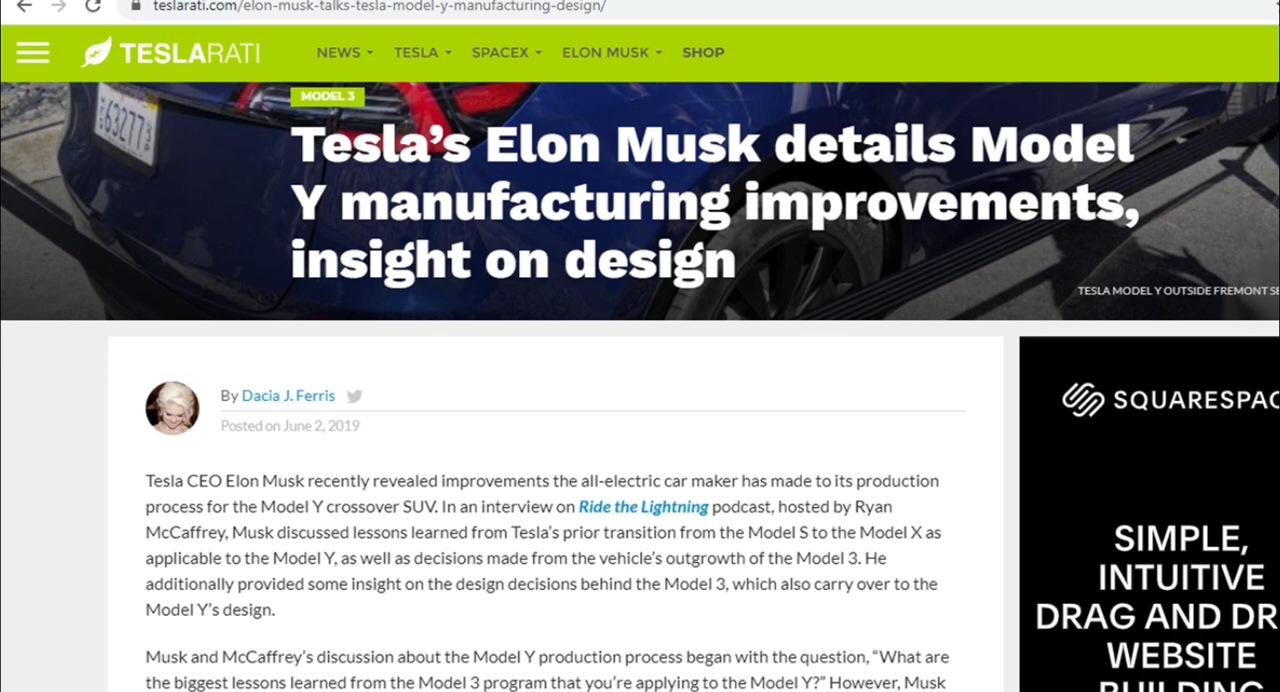 teslarati.com/elon-musk-talks-tesla-model-y-manufacturing-design/
TESLARATI
NEWS TESLA SPACEX ELON MUSK SHOP
63277
MODEL 3
Tesla’s Elon Musk details Model
Y manufacturing improvements,
insight on design
TESLA MODEL Y OUTSIDE FREMONT SE
By Dacia J. Ferris
Posted on June 2, 2019
Tesla CEO Elon Musk recently revealed improvements the all-electric car maker has made to its production
process for the Model Y crossover SUV. In an interview on Ride the Lightning podcast, hosted by Ryan
McCaffrey, Musk discussed lessons learned from Tesla’s prior transition from the Model S to the Model X as
applicable to the Model Y, as well as decisions made from the vehicle’s outgrowth of the Model 3. He
additionally provided some insight on the design decisions behind the Model 3, which also carry over to the
Model Y’s design.
Musk and McCaffrey’s discussion about the Model Y production process began with the question, “What are
the biggest lessons learned from the Model 3 program that you’re applying to the Model Y?” However, Musk
SQUARESPAC
SIMPLE,
INTUITIVE
DRAG AND DR
WEBSITE
BUILDING